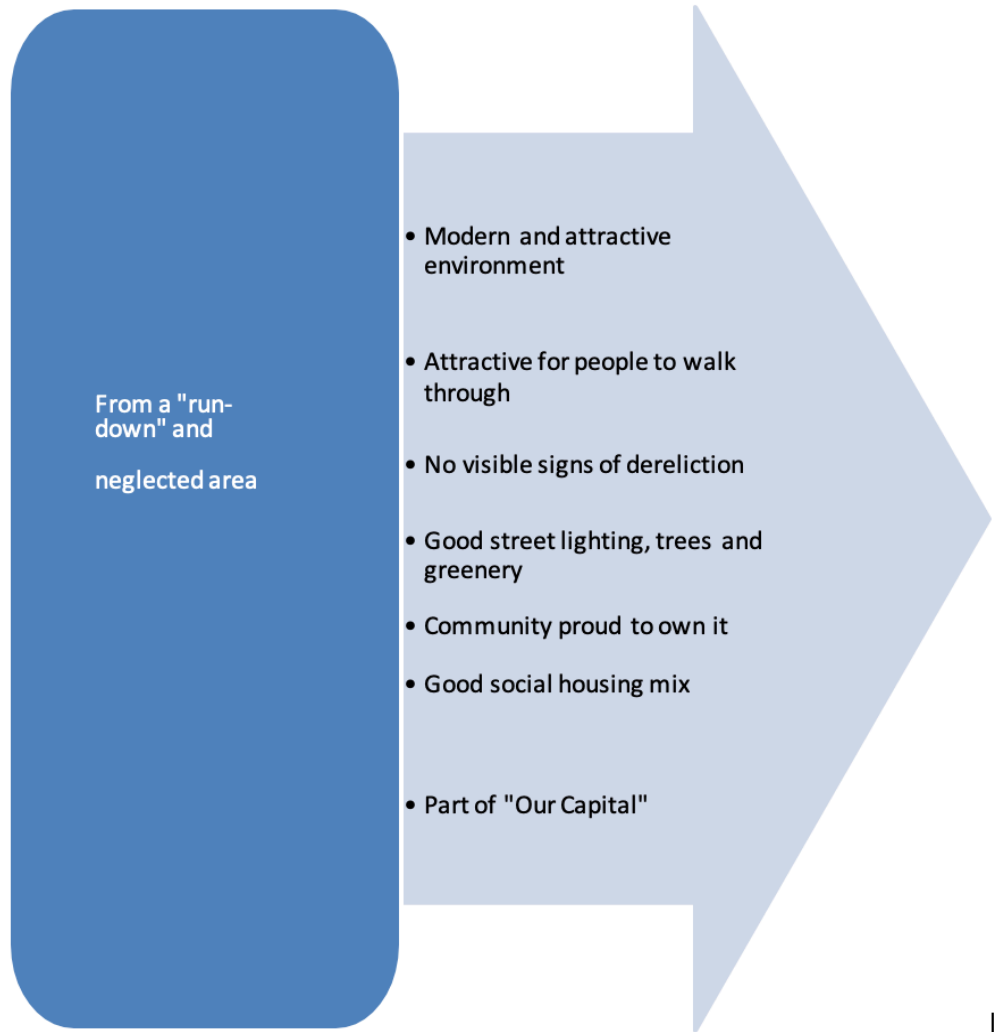 From a "run-
down" and
neglected area
• Modern and attractive
environment
• Attractive for people to walk
through
• No visible signs of dereliction
• Good street lighting, trees and
greenery
• Community proud to own it
• Good social housing mix
• Part of "Our Capital"